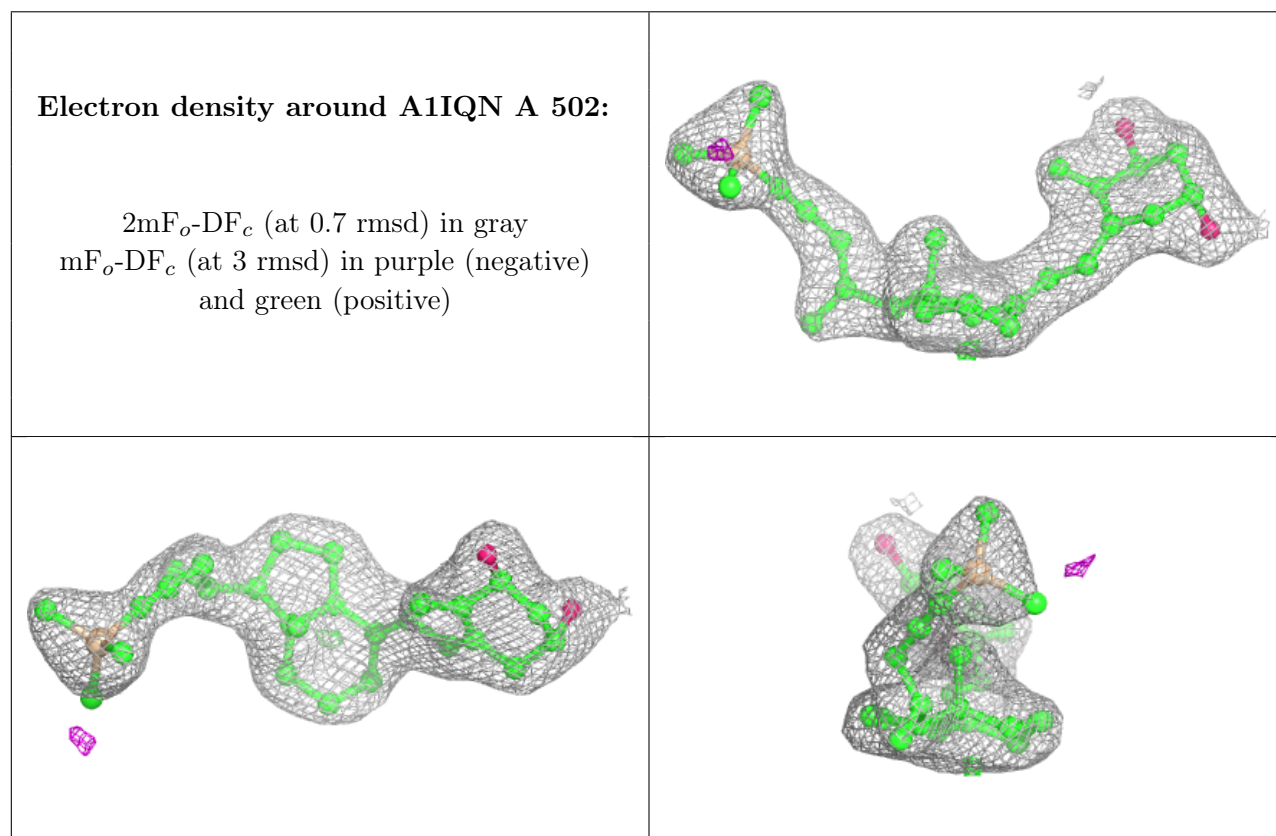 Electron density around A1IQN A 502:
2mFo-DFc (at 0.7 rmsd) in gray
mFo-DFc (at 3 rmsd) in purple (negative)
and green (positive)